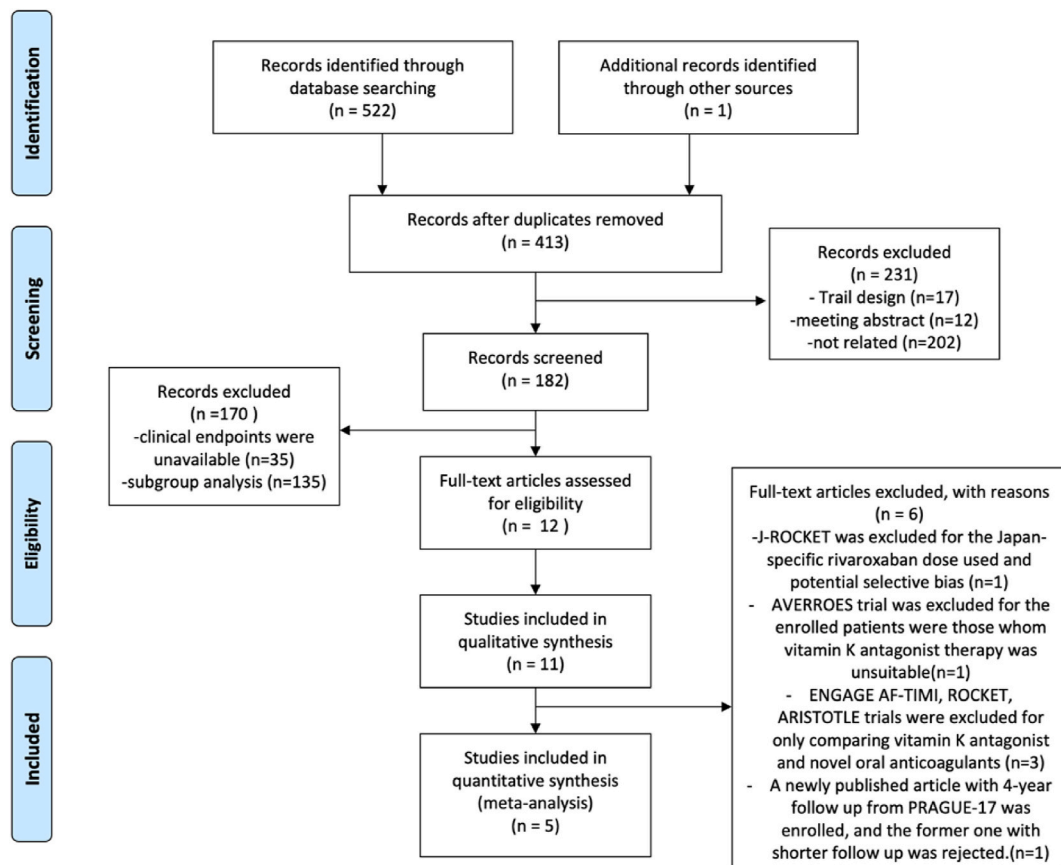 Identification
Records identified through
database searching
(n = 522)
Additional records identified
through other sources
(n = 1)
Records after duplicates removed
(n = 413)
Screening
Records excluded
(n = 231)
- Trail design (n=17)
-meeting abstract (n=12)
-not related (n=202)
Records screened
(n = 182)
Records excluded
(n =170 )
-clinical endpoints were
unavailable (n=35)
-subgroup analysis (n=135)
Eligibility
Full-text articles assessed
for eligibility
(n = 12 )
Full-text articles excluded, with reasons
(n = 6)
-J-ROCKET was excluded for the Japan-
specific rivaroxaban dose used and
potential selective bias (n=1)
- AVERROES trial was excluded for the
enrolled patients were those whom
vitamin K antagonist therapy was
unsuitable(n=1)
- ENGAGE AF-TIMI, ROCKET,
ARISTOTLE trials were excluded for
only comparing vitamin K antagonist
and novel oral anticoagulants (n=3)
- A newly published article with 4-year
follow up from PRAGUE-17 was
enrolled, and the former one with
shorter follow up was rejected.(n=1)
Studies included in
qualitative synthesis
(n = 11)
Included
Studies included in
quantitative synthesis
(meta-analysis)
(n = 5)